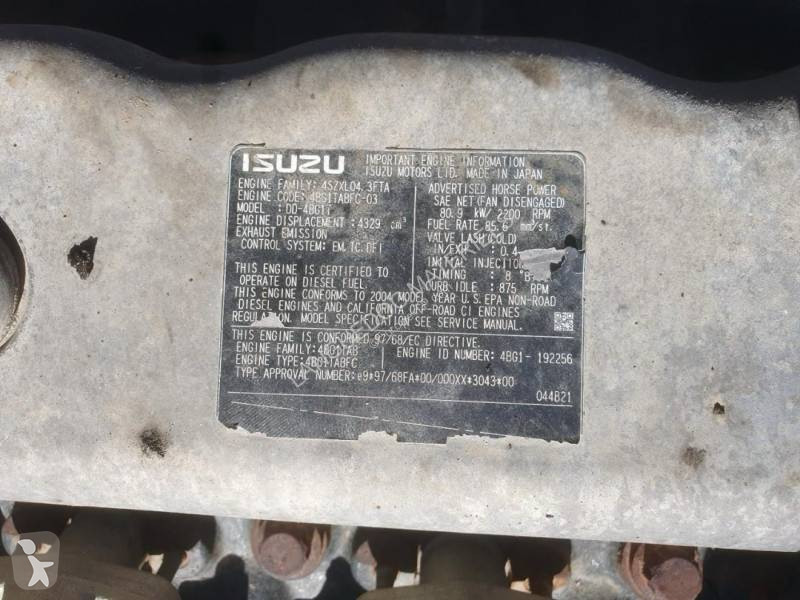 ISUZU
IMPORTANT ENGINE INFORMATION
ISUZU MOTORS LTD. MADE IN JAPAN
ENGINE FAMILY: 4SZXL04.3FTA
ENGINE CODE: 4BG1TABFC-03
MODEL : DD-4BG1T
ENGINE DISPLACEMENT : 4329 cm³
EXHAUST EMISSION
CONTROL SYSTEM: EM,TC,DFI
ADVERTISED HORSE POWER
SAE NET(FAN DISENGAGED)
80.9 kW/ 2200 RPM
FUEL RATE:85.6 mm³/st.
VALVE LASH(COLD)
IN/EXH : 0.4
INITIAL INJECTION
TIMING : 8
CURB IDLE : 875 RPM
THIS ENGINE IS CERTIFIED TO
OPERATE ON DIESEL FUEL.
THIS ENGINE CONFORMS TO 2004 MODEL YEAR U.S.EPA NON-ROAD
DIESEL ENGINES AND CALIFORNIA OFF-ROAD CI ENGINES
REGULATION. MODEL SPECIFICATION SEE SERVICE MANUAL.
THIS ENGINE IS CONFORMED 97/68/EC DIRECTIVE.
ENGINE FAMILY:4BG1TAB
ENGINE TYPE:4BG1TABFC
ENGINE ID NUMBER: 4BG1- 192256
TYPE APPROVAL NUMBER:e9*97/68FA*00/000XX*3043*00
044821